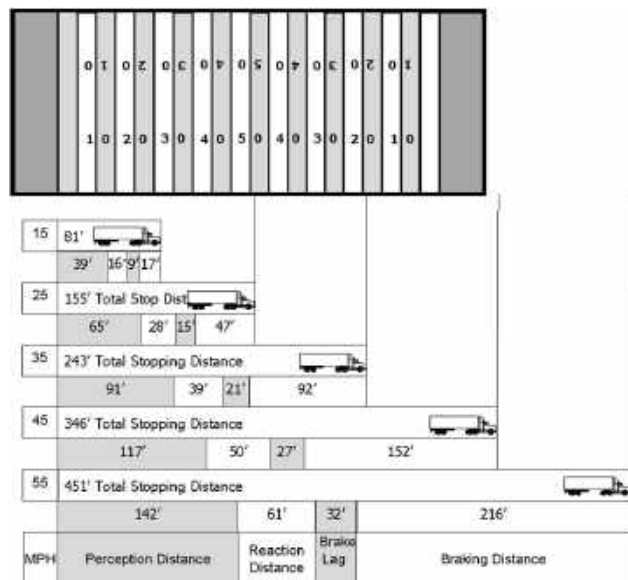 0 1 0 2 0 3 0 4 0 5 0 4 0 3 0 2 0 1
1 0 2 0 3 0 4 0 5 0 4 0 3 0 2 0 1 0
15 81'
39' 16' 9' 17'
25 155' Total Stop Dist
65' 28' 15' 47'
35 243' Total Stopping Distance
91' 39' 21' 92'
45 346' Total Stopping Distance
117' 50' 27' 152'
55 451' Total Stopping Distance
142' 61' 32' 216'
MPH Perception Distance Reaction Distance Brake Lag Braking Distance